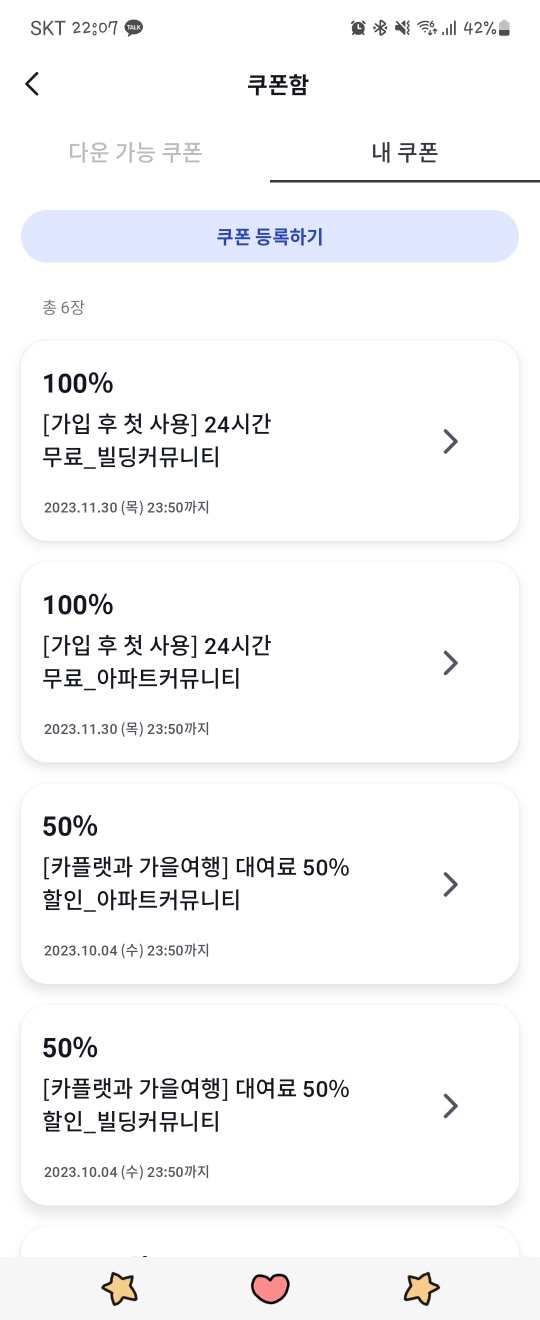 SKT 22:07 TALK 42%
쿠폰함
다운 가능 쿠폰 내 쿠폰
쿠폰 등록하기
총 6장
100%
[가입 후 첫 사용] 24시간
무료_빌딩커뮤니티
2023.11.30 (목) 23:50까지
100%
[가입 후 첫 사용] 24시간
무료_아파트커뮤니티
2023.11.30 (목) 23:50까지
50%
[카플랫과 가을여행] 대여료 50%
할인_아파트커뮤니티
2023.10.04 (수) 23:50까지
50%
[카플랫과 가을여행] 대여료 50%
할인_빌딩커뮤니티
2023.10.04 (수) 23:50까지